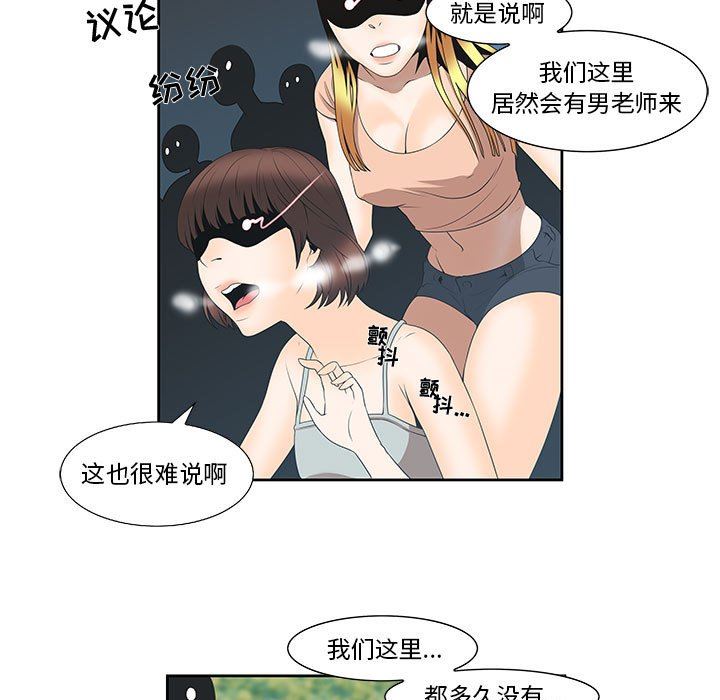 议论
纷纷
就是说啊
我们这里
居然会有男老师来
颤抖
颤抖...
这也很难说啊
我们这里...
都多久没有...